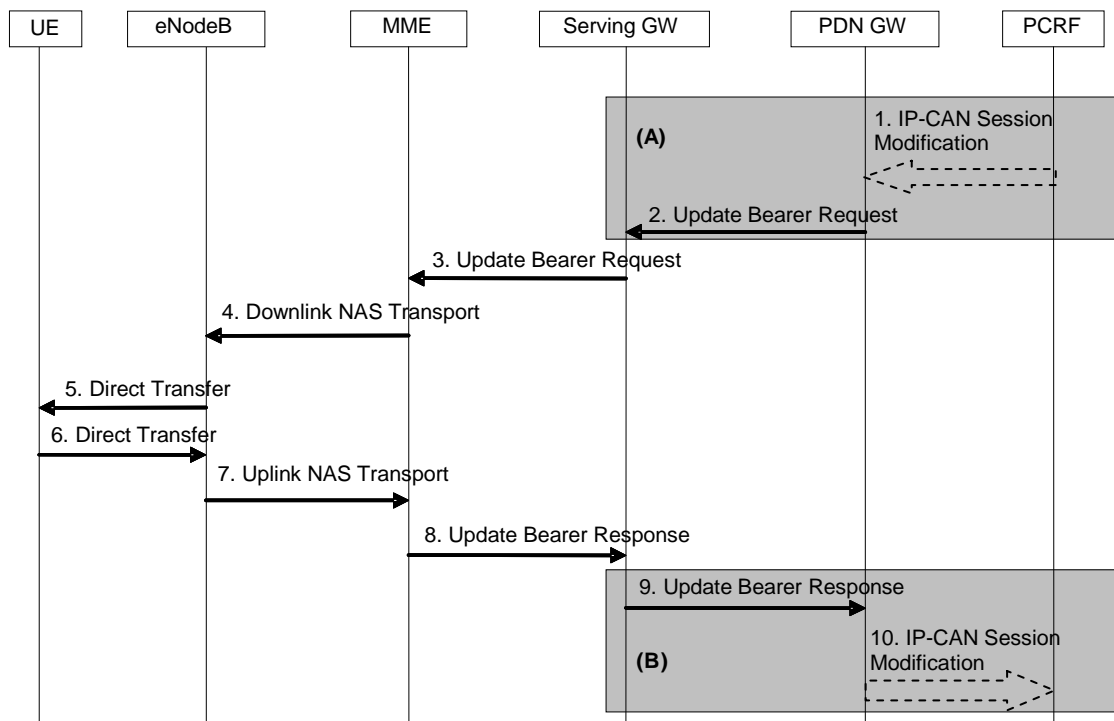 UE
eNodeB
MME
Serving GW
PDN GW
PCRF
(A)
1. IP-CAN Session
Modification
2. Update Bearer Request
3. Update Bearer Request
4. Downlink NAS Transport
5. Direct Transfer
6. Direct Transfer
7. Uplink NAS Transport
8. Update Bearer Response
9. Update Bearer Response
(B)
10. IP-CAN Session
Modification